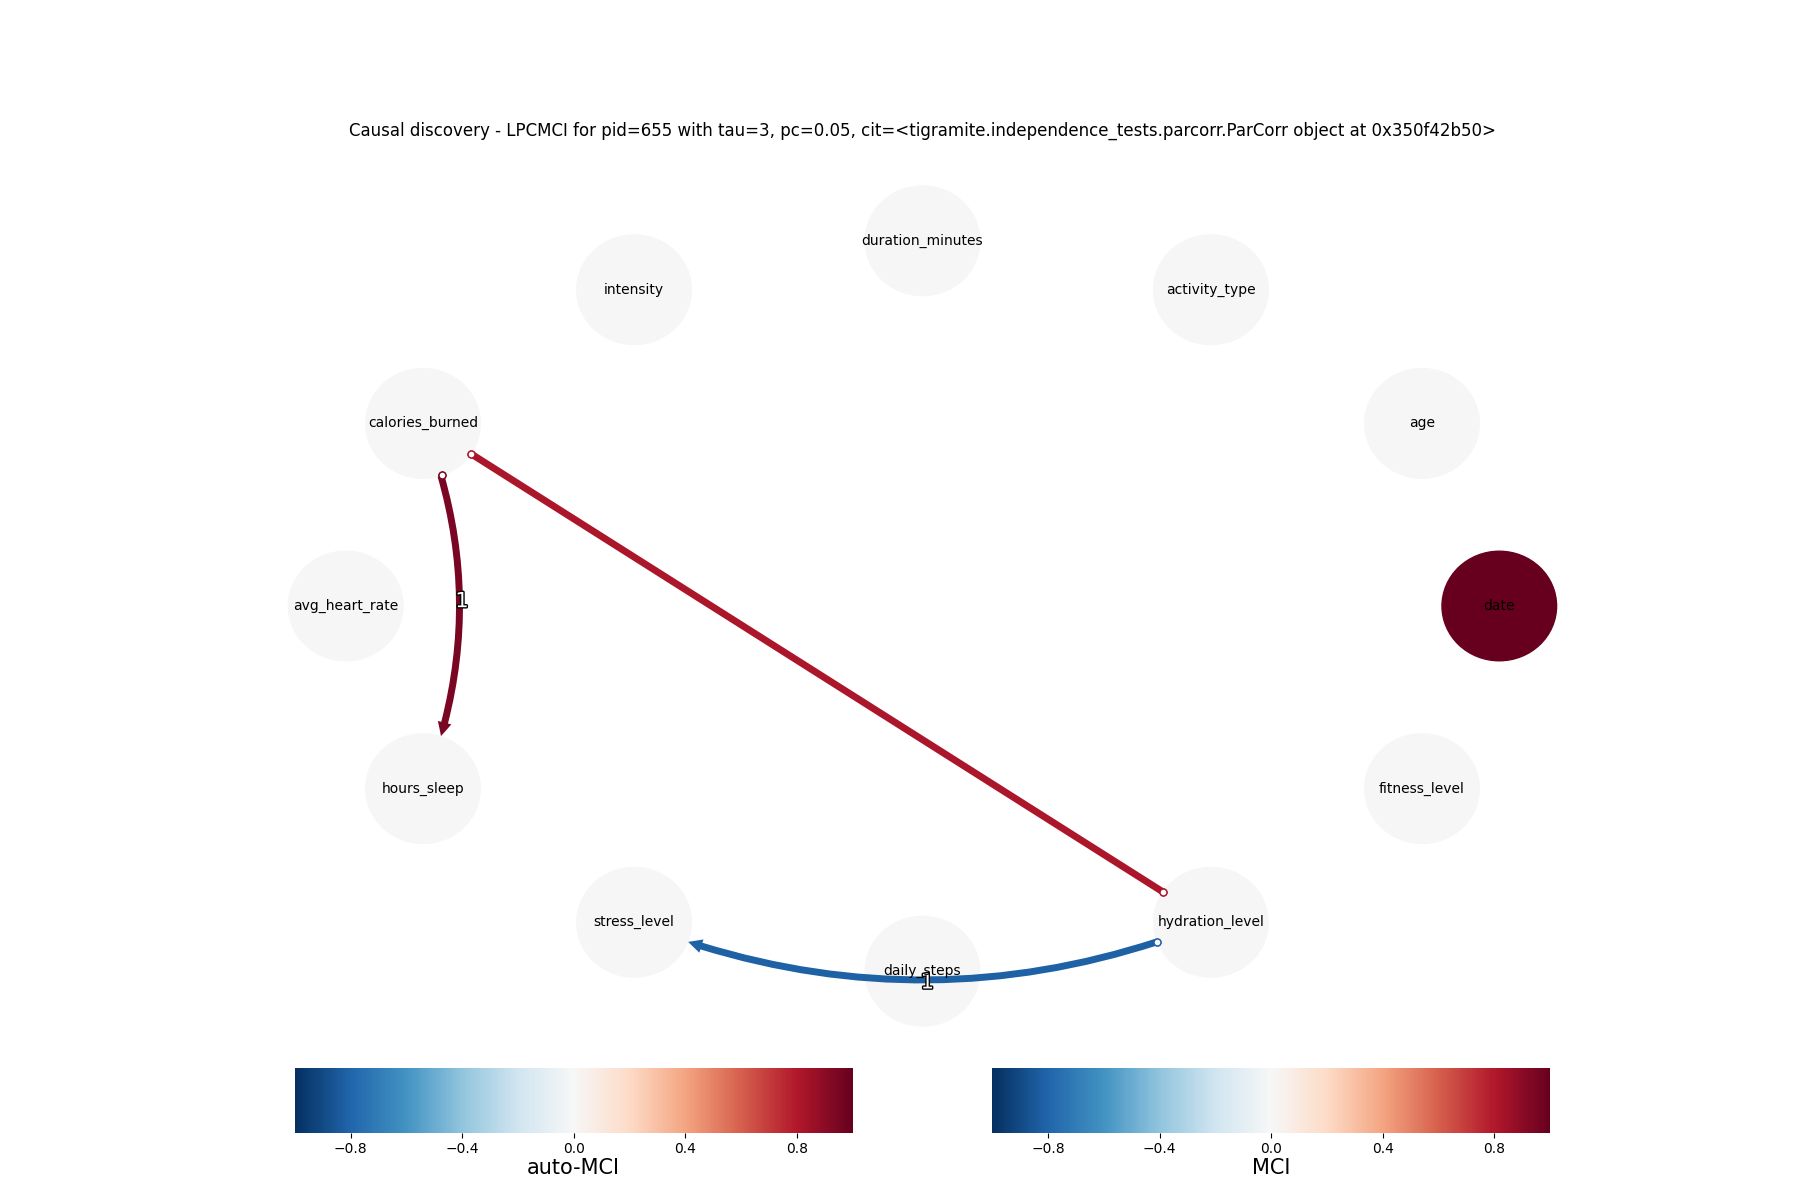 Causal discovery - LPCMCI for pid=655 with tau=3, pc=0.05, cit=<tigramite.independence_tests.parcorr.ParCorr object at 0x350f42b50>
duration_minutes
intensity
activity_type
calories_burned
age
1
avg_heart_rate
date
hours_sleep
fitness_level
stress_level
hydration_level
daily_steps
1
−0.8 −0.4 0.0 0.4 0.8
auto-MCI
−0.8 −0.4 0.0 0.4 0.8
MCI